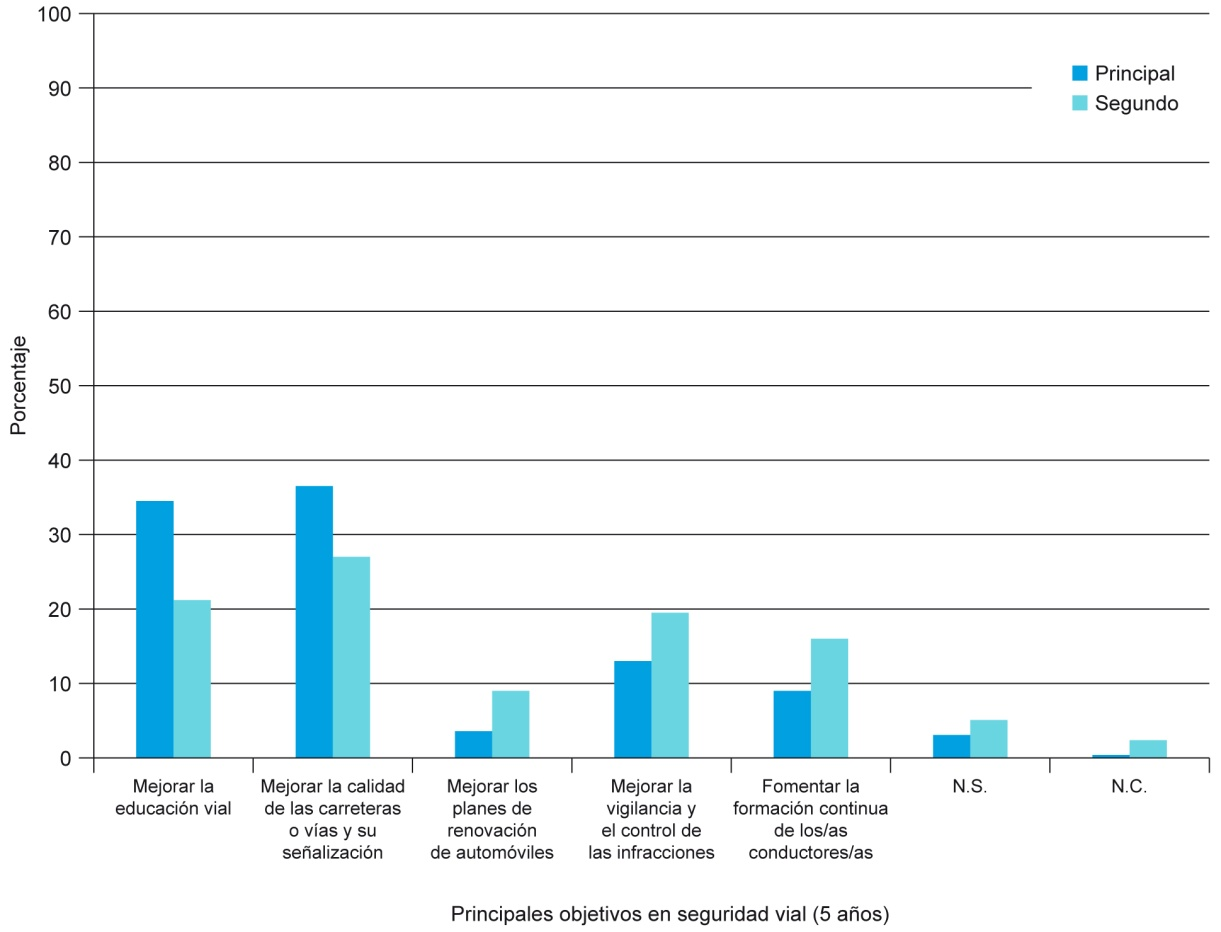 100
90
80
70
60
50
40
30
20
10
0
Porcentaje
Principal
Segundo
Mejorar la
educación vial
Mejorar la calidad
de las carreteras
o vías y su
señalización
Mejorar los
planes de
renovación
de automóviles
Mejorar la
vigilancia y
el control de
las infracciones
Fomentar la
formación continua
de los/as
conductores/as
N.S.
N.C.
Principales objetivos en seguridad vial (5 años)